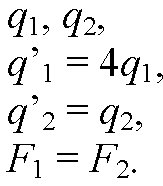 q₁, q₂,
q’₁ = 4q₁,
q’₂ = q₂,
F₁ = F₂.